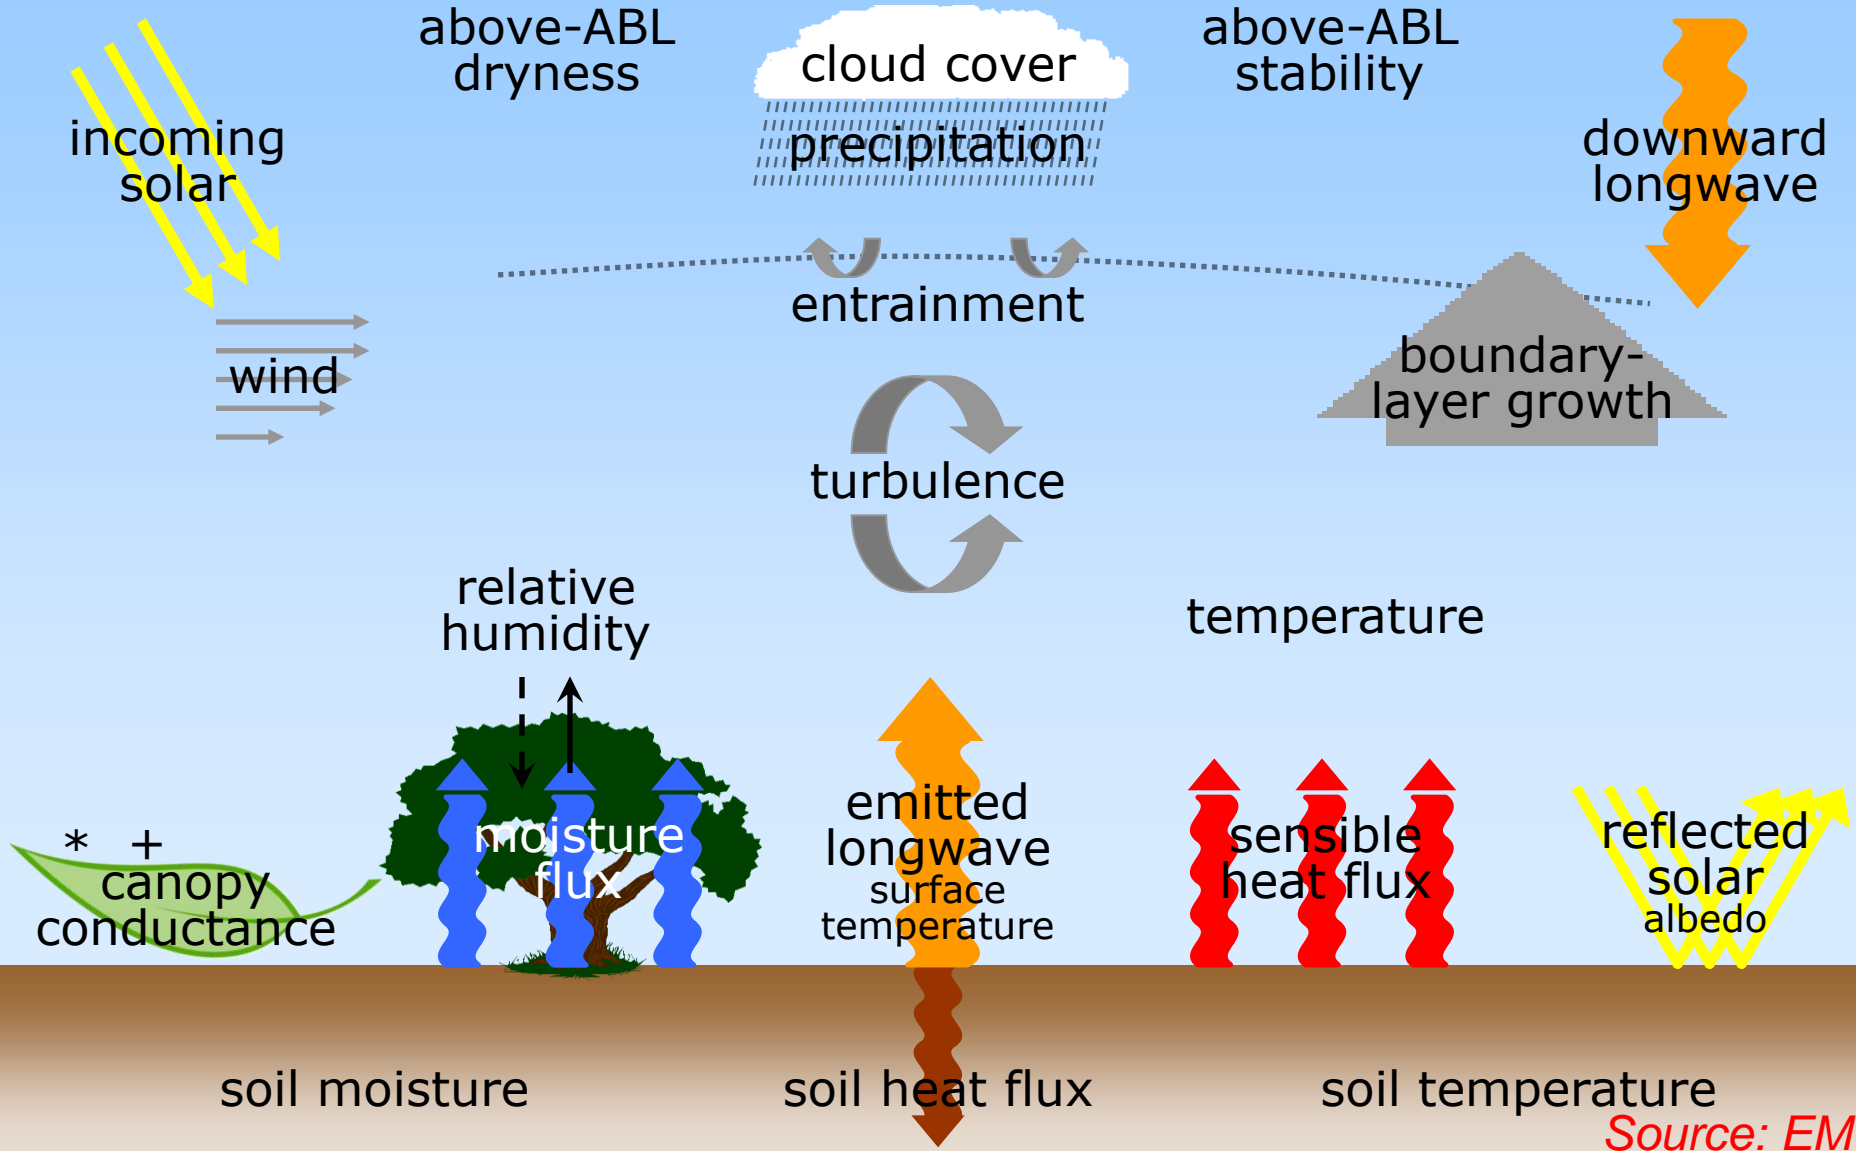 above-ABL
dryness
cloud cover
above-ABL
stability
incoming
solar
precipitation
downward
longwave
entrainment
wind
boundary-
layer growth
turbulence
relative
humidity
temperature
* +
canopy
conductance
moisture
flux
emitted
longwave
surface
temperature
sensible
heat flux
reflected
solar
albedo
soil moisture
soil heat flux
soil temperature
Source: EM